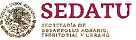 SEDATU
SECRETARÍA DE
DESARROLLO AGRARIO,
TERRITORIAL Y URBANO